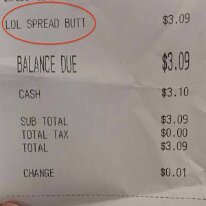 LOL SPREAD BUT1 $3.09
BALANCE DUE $3.09
CASH $3.10
SUB TOTAL $3.09
TOTAL TAX $0.00
TOTAL $3.09
CHANGE $0.01